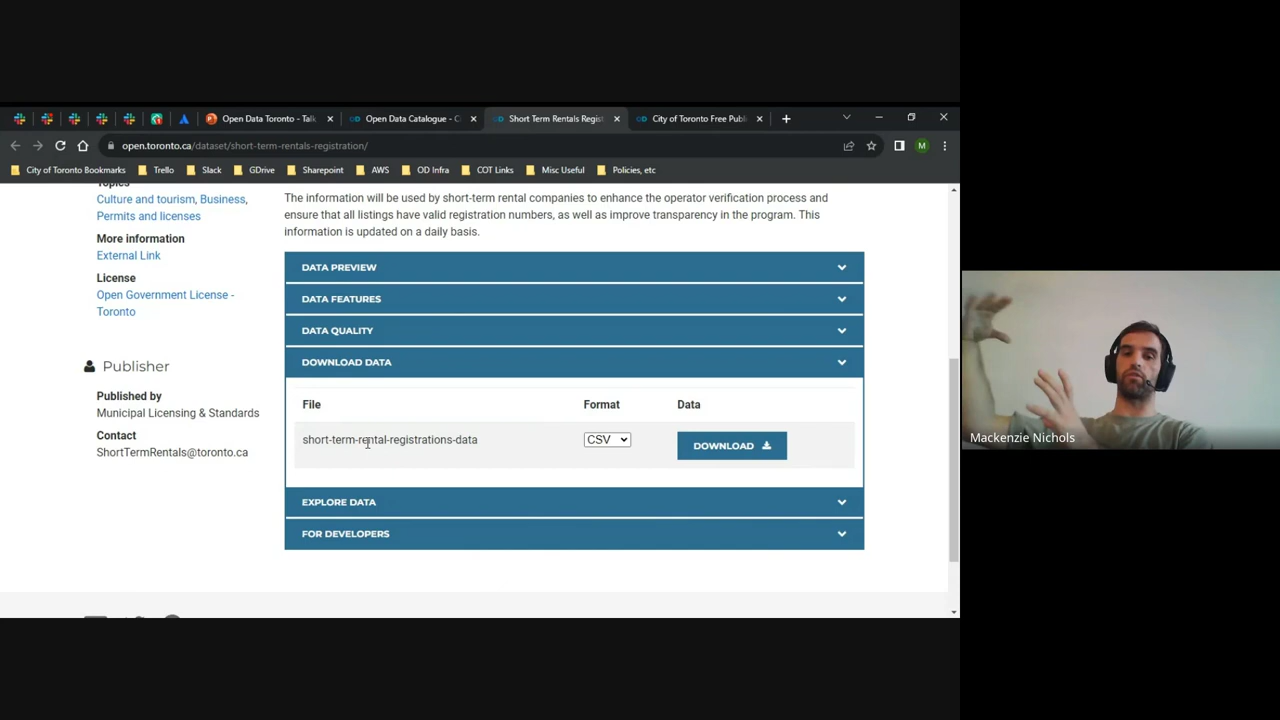 Open Data Toronto - Talk
Open Data Catalogue - C
Short Term Rentals Regist
City of Toronto Free Publ
open.toronto.ca/dataset/short-term-rentals-registration/
M
City of Toronto Bookmarks
Trello
Slack
GDrive
Sharepoint
AWS
OD Infra
COT Links
Misc Useful
Policies, etc
Topics
Culture and tourism, Business,
Permits and licenses
More information
External Link
License
Open Government License -
Toronto
Publisher
Published by
Municipal Licensing & Standards
Contact
ShortTermRentals@toronto.ca
The information will be used by short-term rental companies to enhance the operator verification process and
ensure that all listings have valid registration numbers, as well as improve transparency in the program. This
information is updated on a daily basis.
DATA PREVIEW
DATA FEATURES
DATA QUALITY
DOWNLOAD DATA
File Format Data
short-term-rental-registrations-data CSV DOWNLOAD
EXPLORE DATA
FOR DEVELOPERS
Mackenzie Nichols